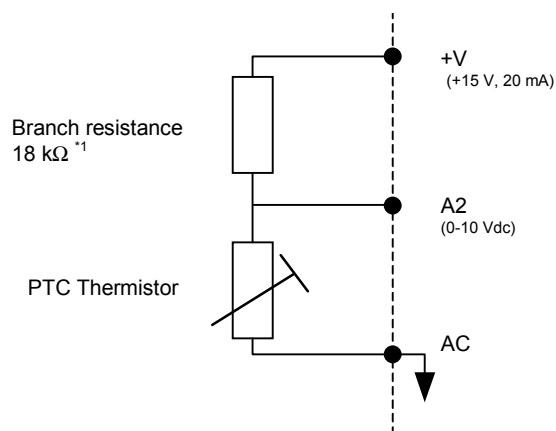 +V
(+15 V, 20 mA)
Branch resistance
18 kΩ *1
A2
(0-10 Vdc)
PTC Thermistor
AC